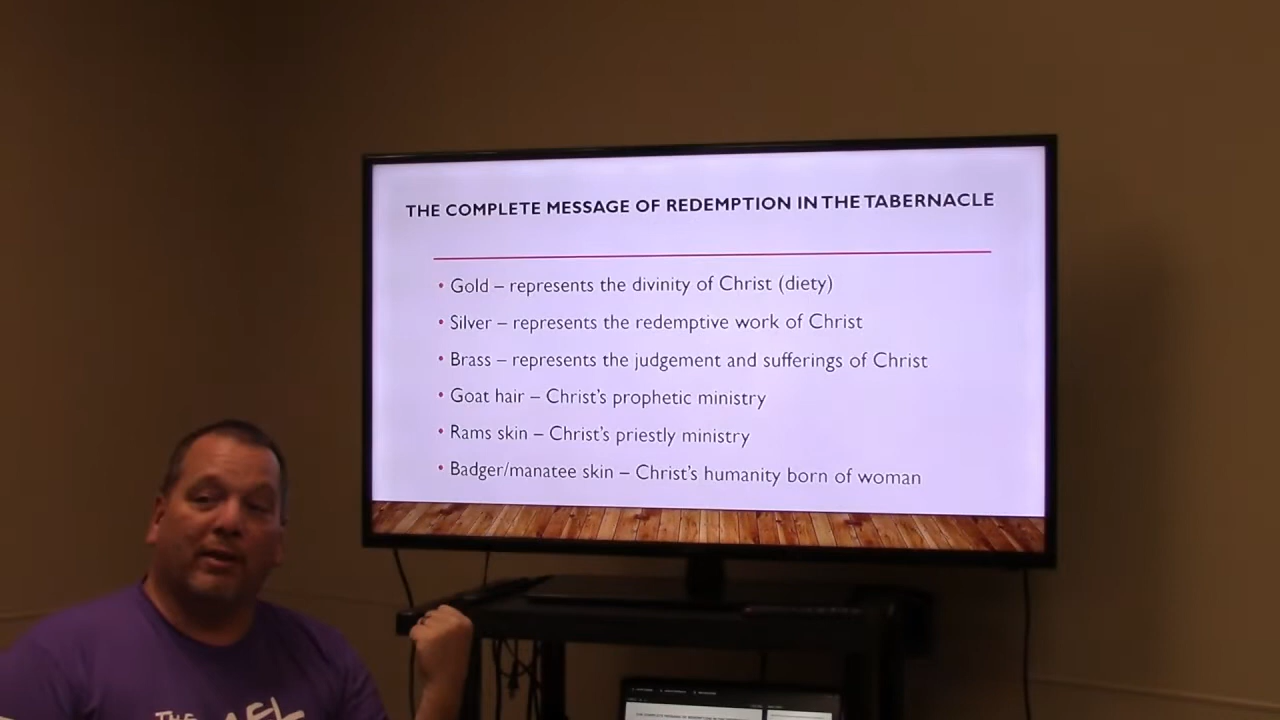 THE COMPLETE MESSAGE OF REDEMPTION IN THE TABERNACLE
• Gold – represents the divinity of Christ (diety)
• Silver – represents the redemptive work of Christ
• Brass – represents the judgement and sufferings of Christ
• Goat hair – Christ's prophetic ministry
• Rams skin – Christ's priestly ministry
• Badger/manatee skin – Christ's humanity born of woman
THE